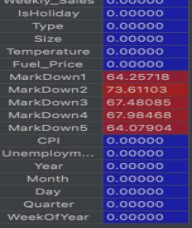 Weekly_Sales 0.00000
IsHoliday 0.00000
Type 0.00000
Size 0.00000
Temperature 0.00000
Fuel_Price 0.00000
MarkDown1 64.25718
MarkDown2 73.61103
MarkDown3 67.48085
MarkDown4 67.98468
MarkDown5 64.07904
CPI 0.00000
Unemploym... 0.00000
Year 0.00000
Month 0.00000
Day 0.00000
Quarter 0.00000
WeekOfYear 0.00000